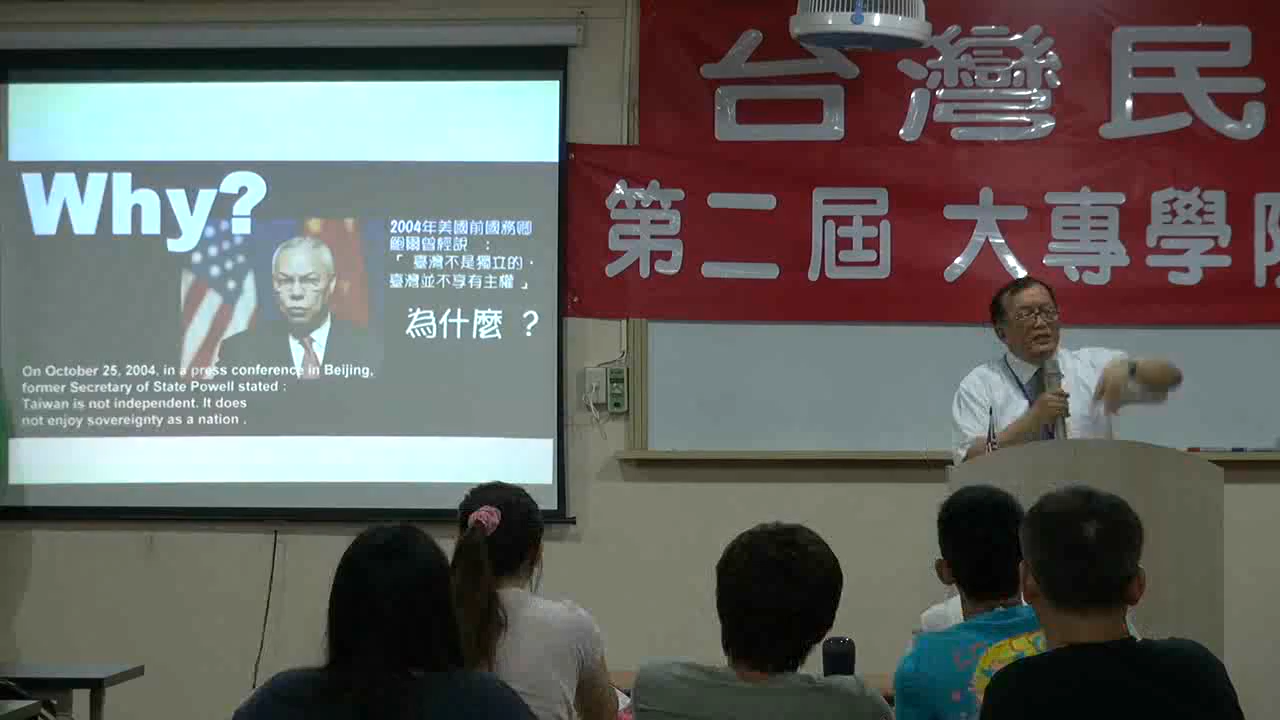 Why?
2004年美國前國務卿
鮑爾曾經說 :
「 臺灣不是獨立的,
臺灣並不享有主權 」
為什麼 ?
On October 25, 2004, in a press conference in Beijing,
former Secretary of State Powell stated :
Taiwan is not independent. It does
not enjoy sovereignty as a nation .
台灣民
第二屆 大專學